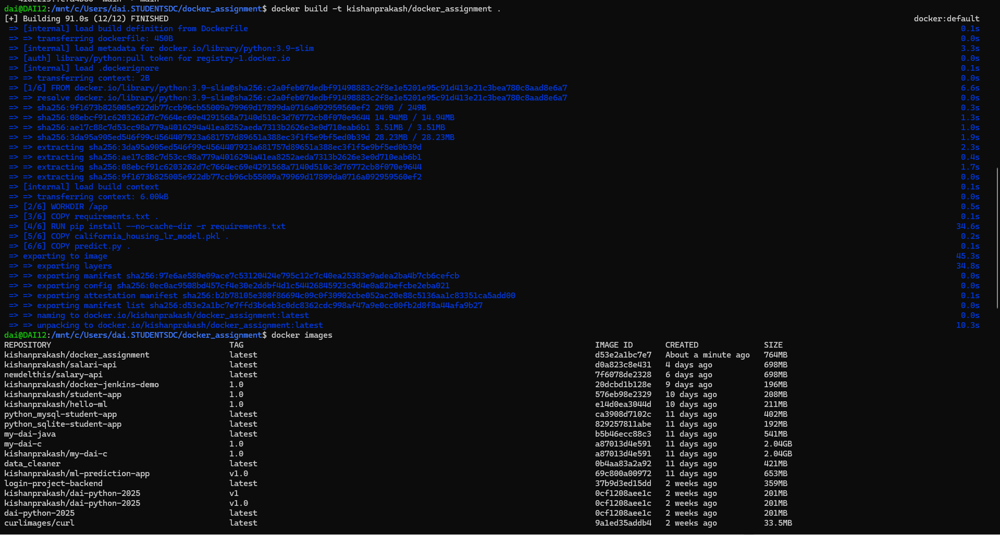 dai@DAI12:/mnt/c/Users/dai.STUDENTSDC/docker_assignment$ docker build -t kishanprakash/docker_assignment .
[+] Building 91.0s (12/12) FINISHED docker:default
=> [internal] load build definition from Dockerfile 0.1s
=> => transferring dockerfile: 450B 0.0s
=> [internal] load metadata for docker.io/library/python:3.9-slim 3.3s
=> [auth] library/python:pull token for registry-1.docker.io 0.0s
=> [internal] load .dockerignore 0.1s
=> => transferring context: 2B 0.0s
=> [1/6] FROM docker.io/library/python:3.9-slim@sha256:c2a0feb07dedbf91498883c2f8e1e5201e95c91d413e21c3bea780c8aad8e6a7 6.6s
=> => resolve docker.io/library/python:3.9-slim@sha256:c2a0feb07dedbf91498883c2f8e1e5201e95c91d413e21c3bea780c8aad8e6a7 0.0s
=> => sha256:9f1673b825005e922db77ccb96cb55009a79969d17899da0716a092959560ef2 249B / 249B 0.3s
=> => sha256:08ebcf91c6203262d7c7664ec69e4291568a7140d510c3d76772cb8f070e9644 14.94MB / 14.94MB 1.3s
=> => sha256:ae17c88c7d53cc98a779a4016294a41ea8252aeda7313b2626e3e0d710eab6b1 3.51MB / 3.51MB 1.0s
=> => sha256:3da95a905ed546f99c4564407923a681757d89651a388ec3f1f5e9bf5ed0b39d 28.23MB / 28.23MB 1.9s
=> => extracting sha256:3da95a905ed546f99c4564407923a681757d89651a388ec3f1f5e9bf5ed0b39d 2.3s
=> => extracting sha256:ae17c88c7d53cc98a779a4016294a41ea8252aeda7313b2626e3e0d710eab6b1 0.4s
=> => extracting sha256:08ebcf91c6203262d7c7664ec69e4291568a7140d510c3d76772cb8f070e9644 1.7s
=> => extracting sha256:9f1673b825005e922db77ccb96cb55009a79969d17899da0716a092959560ef2 0.0s
=> [internal] load build context 0.1s
=> => transferring context: 6.00kB 0.0s
=> [2/6] WORKDIR /app 0.5s
=> [3/6] COPY requirements.txt . 0.1s
=> [4/6] RUN pip install --no-cache-dir -r requirements.txt 34.6s
=> [5/6] COPY california_housing_lr_model.pkl . 0.2s
=> [6/6] COPY predict.py . 0.1s
=> exporting to image 45.3s
=> => exporting layers 34.8s
=> => exporting manifest sha256:97e6ae580e09ace7c53120424e795c12c7c40ea25383e9adea2ba4b7cb6cefcb 0.0s
=> => exporting config sha256:0ec0ac9508bd457cf4e30e2ddbf4d1c54426845923c9d4e0a82befcbe2eba021 0.0s
=> => exporting attestation manifest sha256:b2b78105e308f86694c09c0f30902cbe052ac20e88c5136aa1c83351ca5add00 0.1s
=> => exporting manifest list sha256:d53e2a1bc7e7ffd3b6eb3c0dc8362cdc998af47a9e0cc00fb2d8f8a44afa9b27 0.0s
=> => naming to docker.io/kishanprakash/docker_assignment:latest 0.0s
=> => unpacking to docker.io/kishanprakash/docker_assignment:latest 10.3s
dai@DAI12:/mnt/c/Users/dai.STUDENTSDC/docker_assignment$ docker images
REPOSITORY TAG IMAGE ID CREATED SIZE
kishanprakash/docker_assignment latest d53e2a1bc7e7 About a minute ago 764MB
kishanprakash/salari-api latest d0a823c8e431 4 days ago 698MB
newdelthis/salary-api latest 7f6078de2328 6 days ago 698MB
kishanprakash/docker-jenkins-demo 1.0 20dcbd1b128e 9 days ago 196MB
kishanprakash/student-app 1.0 576eb98e2329 10 days ago 208MB
kishanprakash/hello-ml 1.0 e14d0ea3044d 10 days ago 211MB
python_mysql-student-app latest ca3908d7102c 11 days ago 402MB
python_sqlite-student-app latest 829257811abe 11 days ago 192MB
my-dai-java latest b5b46ecc88c3 11 days ago 541MB
my-dai-c 1.0 a87013d4e591 11 days ago 2.04GB
kishanprakash/my-dai-c 1.0 a87013d4e591 11 days ago 2.04GB
data_cleaner latest 0b4aa83a2a92 11 days ago 421MB
kishanprakash/ml-prediction-app v1.0 69c800a00972 11 days ago 653MB
login-project-backend latest 37b9d3ed15dd 2 weeks ago 359MB
kishanprakash/dai-python-2025 v1 0cf1208aee1c 2 weeks ago 201MB
kishanprakash/dai-python-2025 v1.0 0cf1208aee1c 2 weeks ago 201MB
dai-python-2025 latest 0cf1208aee1c 2 weeks ago 201MB
curlimages/curl latest 9a1ed35addb4 2 weeks ago 33.5MB